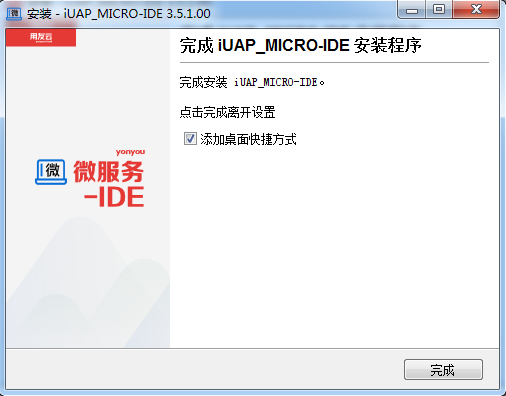 微 安装 - iUAP_MICRO-IDE 3.5.1.00
用友云
完成 iUAP_MICRO-IDE 安装程序
完成安装 iUAP_MICRO-IDE。
点击完成离开设置
添加桌面快捷方式
yonyou
微 微服务
-IDE
完成